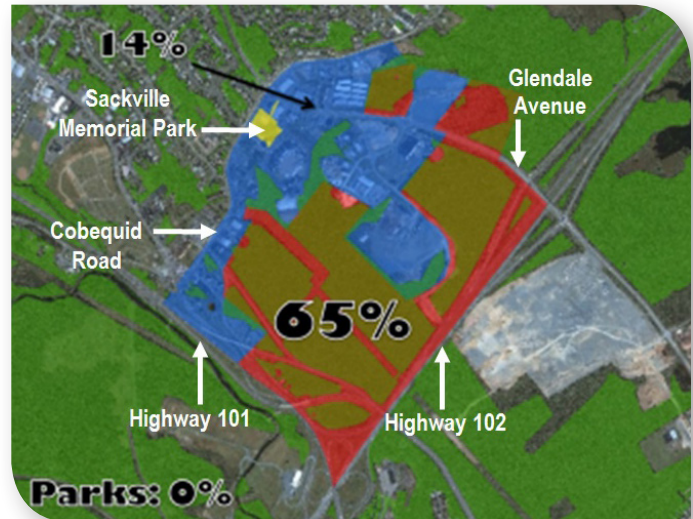 14%
Glendale
Avenue
Sackville
Memorial Park
Cobequid
Road
65%
Highway 101
Highway 102
Parks: 0%